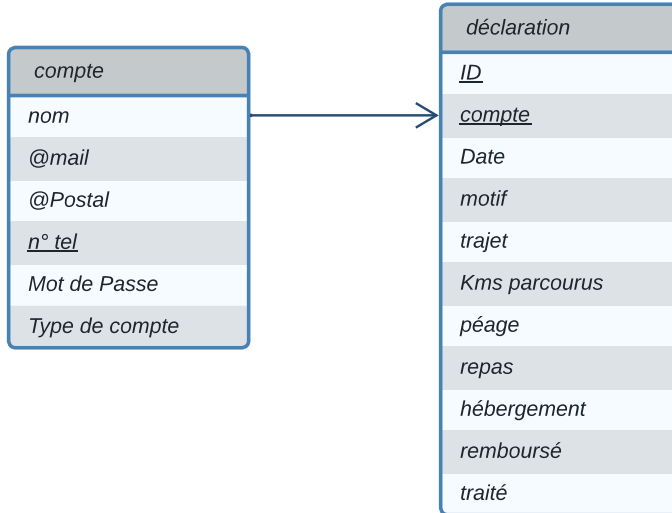 compte
nom
@mail
@Postal
n° tel
Mot de Passe
Type de compte
déclaration
ID
compte
Date
motif
trajet
Kms parcourus
péage
repas
hébergement
remboursé
traité